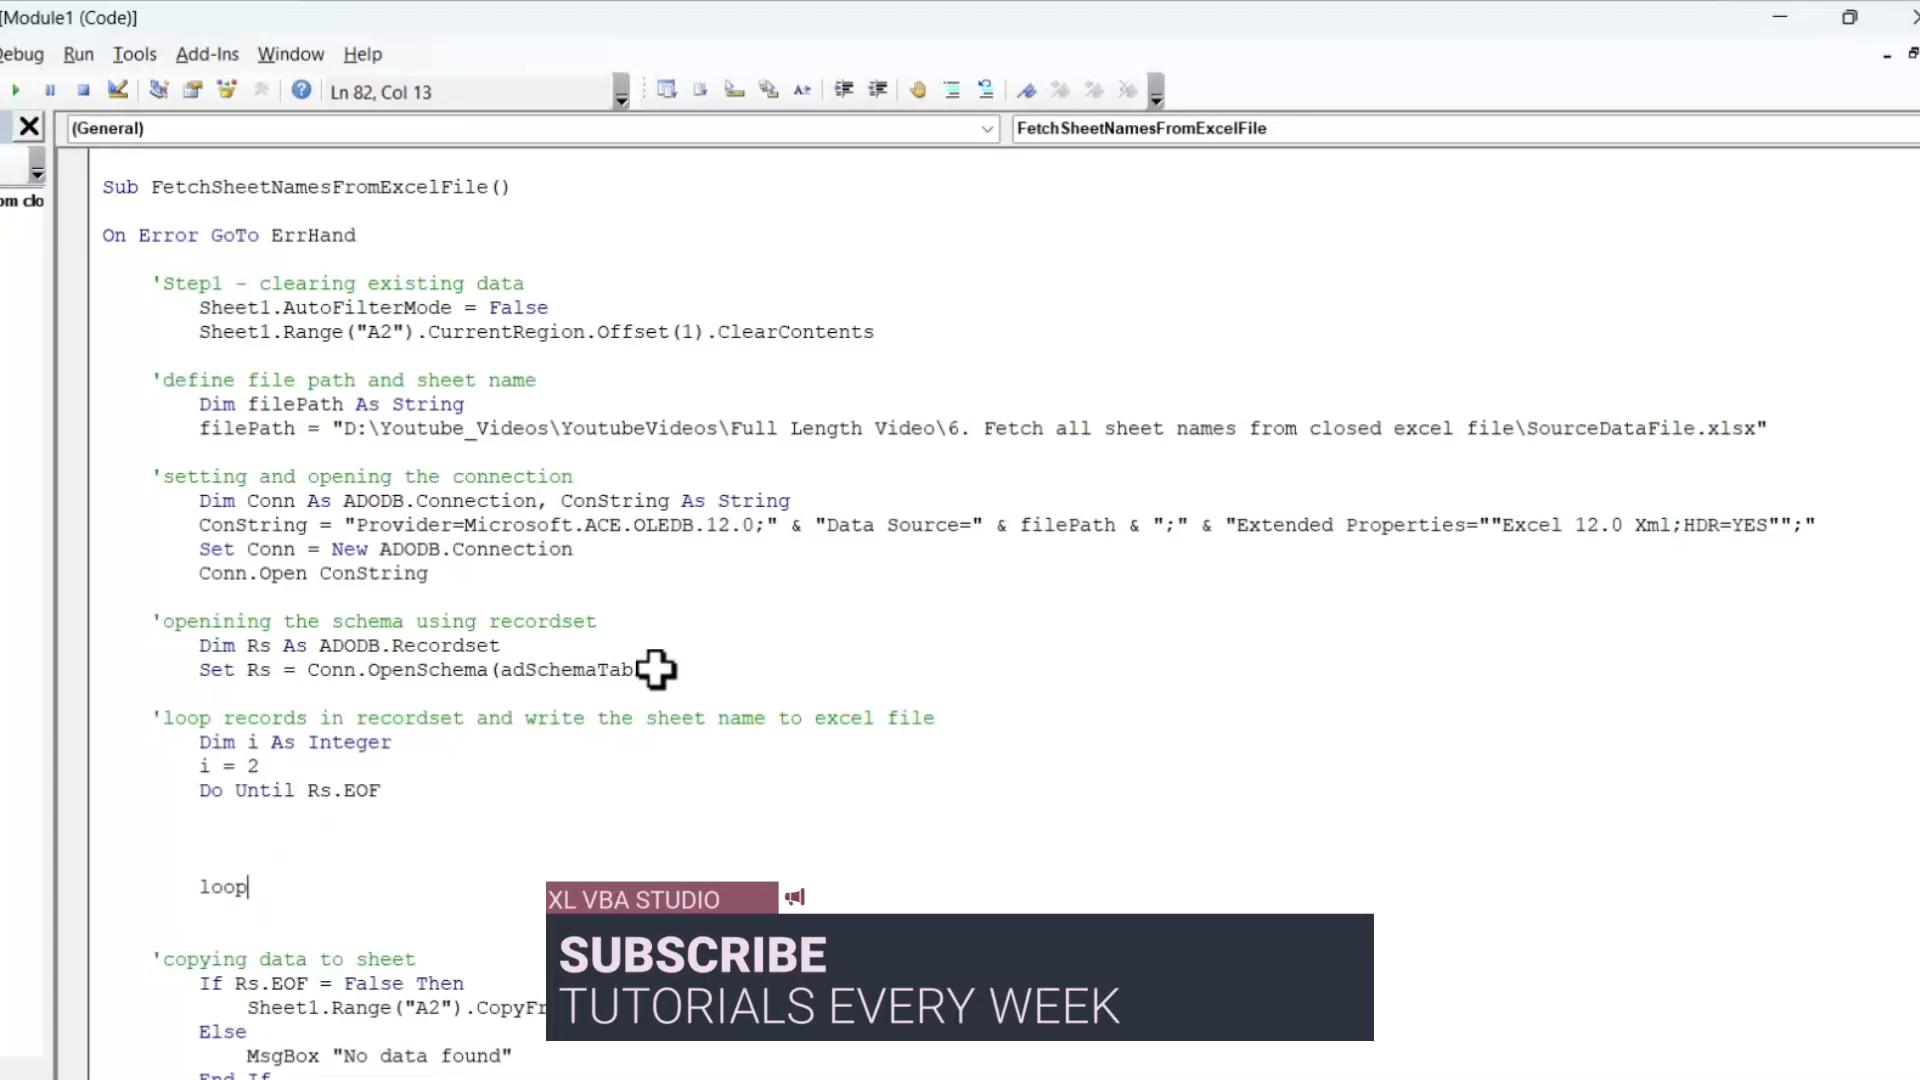 [Module1 (Code)]
Debug Run Tools Add-Ins Window Help
Ln 82, Col 13
(General) FetchSheetNamesFromExcelFile
om clo
Sub FetchSheetNamesFromExcelFile()
On Error GoTo ErrHand
'Step1 - clearing existing data
Sheet1.AutoFilterMode = False
Sheet1.Range("A2").CurrentRegion.Offset(1).ClearContents
'define file path and sheet name
Dim filePath As String
filePath = "D:\Youtube_Videos\YoutubeVideos\Full Length Video\6. Fetch all sheet names from closed excel file\SourceDataFile.xlsx"
'setting and opening the connection
Dim Conn As ADODB.Connection, ConString As String
ConString = "Provider=Microsoft.ACE.OLEDB.12.0;" & "Data Source=" & filePath & ";" & "Extended Properties=""Excel 12.0 Xml;HDR=YES"";"
Set Conn = New ADODB.Connection
Conn.Open ConString
'openining the schema using recordset
Dim Rs As ADODB.Recordset
Set Rs = Conn.OpenSchema(adSchemaTab
'loop records in recordset and write the sheet name to excel file
Dim i As Integer
i = 2
Do Until Rs.EOF
loop
'copying data to sheet
If Rs.EOF = False Then
Sheet1.Range("A2").CopyFr
Else
MsgBox "No data found"
End If
XL VBA STUDIO
SUBSCRIBE
TUTORIALS EVERY WEEK